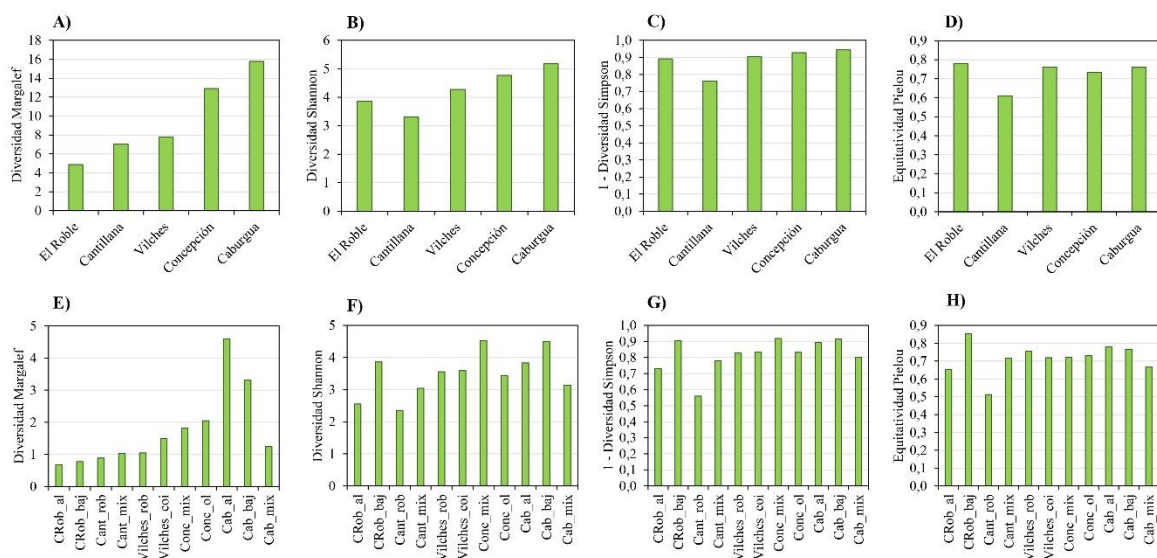 A)
Diversidad Margalef
18
16
14
12
10
8
6
4
2
0
El Roble
Cantillana
Vilches
Concepción
Caburgua
B)
Diversidad Shannon
6
5
4
3
2
1
0
El Roble
Cantillana
Vilches
Concepción
Caburgua
C)
1 - Diversidad Simpson
1,0
0,9
0,8
0,7
0,6
0,5
0,4
0,3
0,2
0,1
0,0
El Roble
Cantillana
Vilches
Concepción
Caburgua
D)
Equitatividad Pielou
0,9
0,8
0,7
0,6
0,5
0,4
0,3
0,2
0,1
0,0
El Roble
Cantillana
Vilches
Concepción
Caburgua
E)
Diversidad Margalef
5
4
3
2
1
0
CRob_al
CRob_baj
Cant_rob
Cant_mix
Vilches_rob
Vilches_coi
Conc_mix
Conc_ol
Cab_al
Cab_baj
Cab_mix
F)
Diversidad Shannon
5
4
3
2
1
0
CRob_al
CRob_baj
Cant_rob
Cant_mix
Vilches_rob
Vilches_coi
Conc_mix
Conc_ol
Cab_al
Cab_baj
Cab_mix
G)
1 - Diversidad Simpson
1,0
0,9
0,8
0,7
0,6
0,5
0,4
0,3
0,2
0,1
0,0
CRob_al
CRob_baj
Cant_rob
Cant_mix
Vilches_rob
Vilches_coi
Conc_mix
Conc_ol
Cab_al
Cab_baj
Cab_mix
H)
Equitatividad Pielou
0,9
0,8
0,7
0,6
0,5
0,4
0,3
0,2
0,1
0,0
CRob_al
CRob_baj
Cant_rob
Cant_mix
Vilches_rob
Vilches_coi
Conc_mix
Conc_ol
Cab_al
Cab_baj
Cab_mix